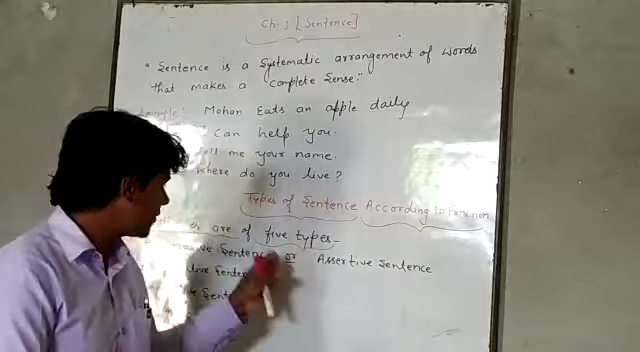 Ch. 1 [Sentence]
"Sentence is a systematic arrangement of words
that makes a "complete sense".
Mohan Eats an apple daily
can help you.
me your name.
where do you live?
Types of Sentence According to Function
are of five types-
Sentence or Assertive Sentence